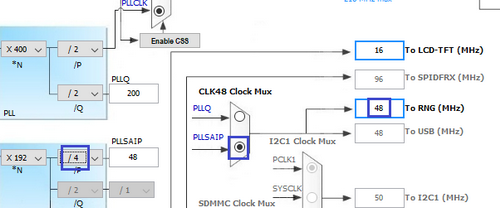 PLLCLK
Enable CSS
X 400
/ 2
*N
/P
PLLQ
/ 2
200
/Q
PLL
16
To LCD-TFT (MHz)
96
To SPIDFRX (MHz)
CLK48 Clock Mux
PLLQ
48
To RNG (MHz)
PLLSAIP
48
To USB (MHz)
I2C1 Clock Mux
PLLSAIP
X 192
/ 4
48
*N
/P
PCLK1
/ 2
/ 1
/Q
SYSCLK
50
To I2C1 (MHz)
SDMMC Clock Mux